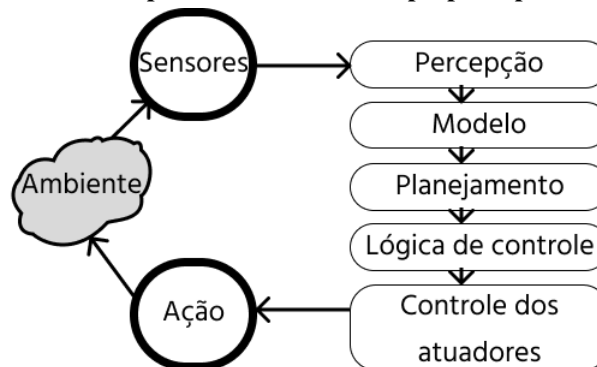 Sensores
Percepção
Modelo
Ambiente
Planejamento
Lógica de controle
Ação
Controle dos
atuadores